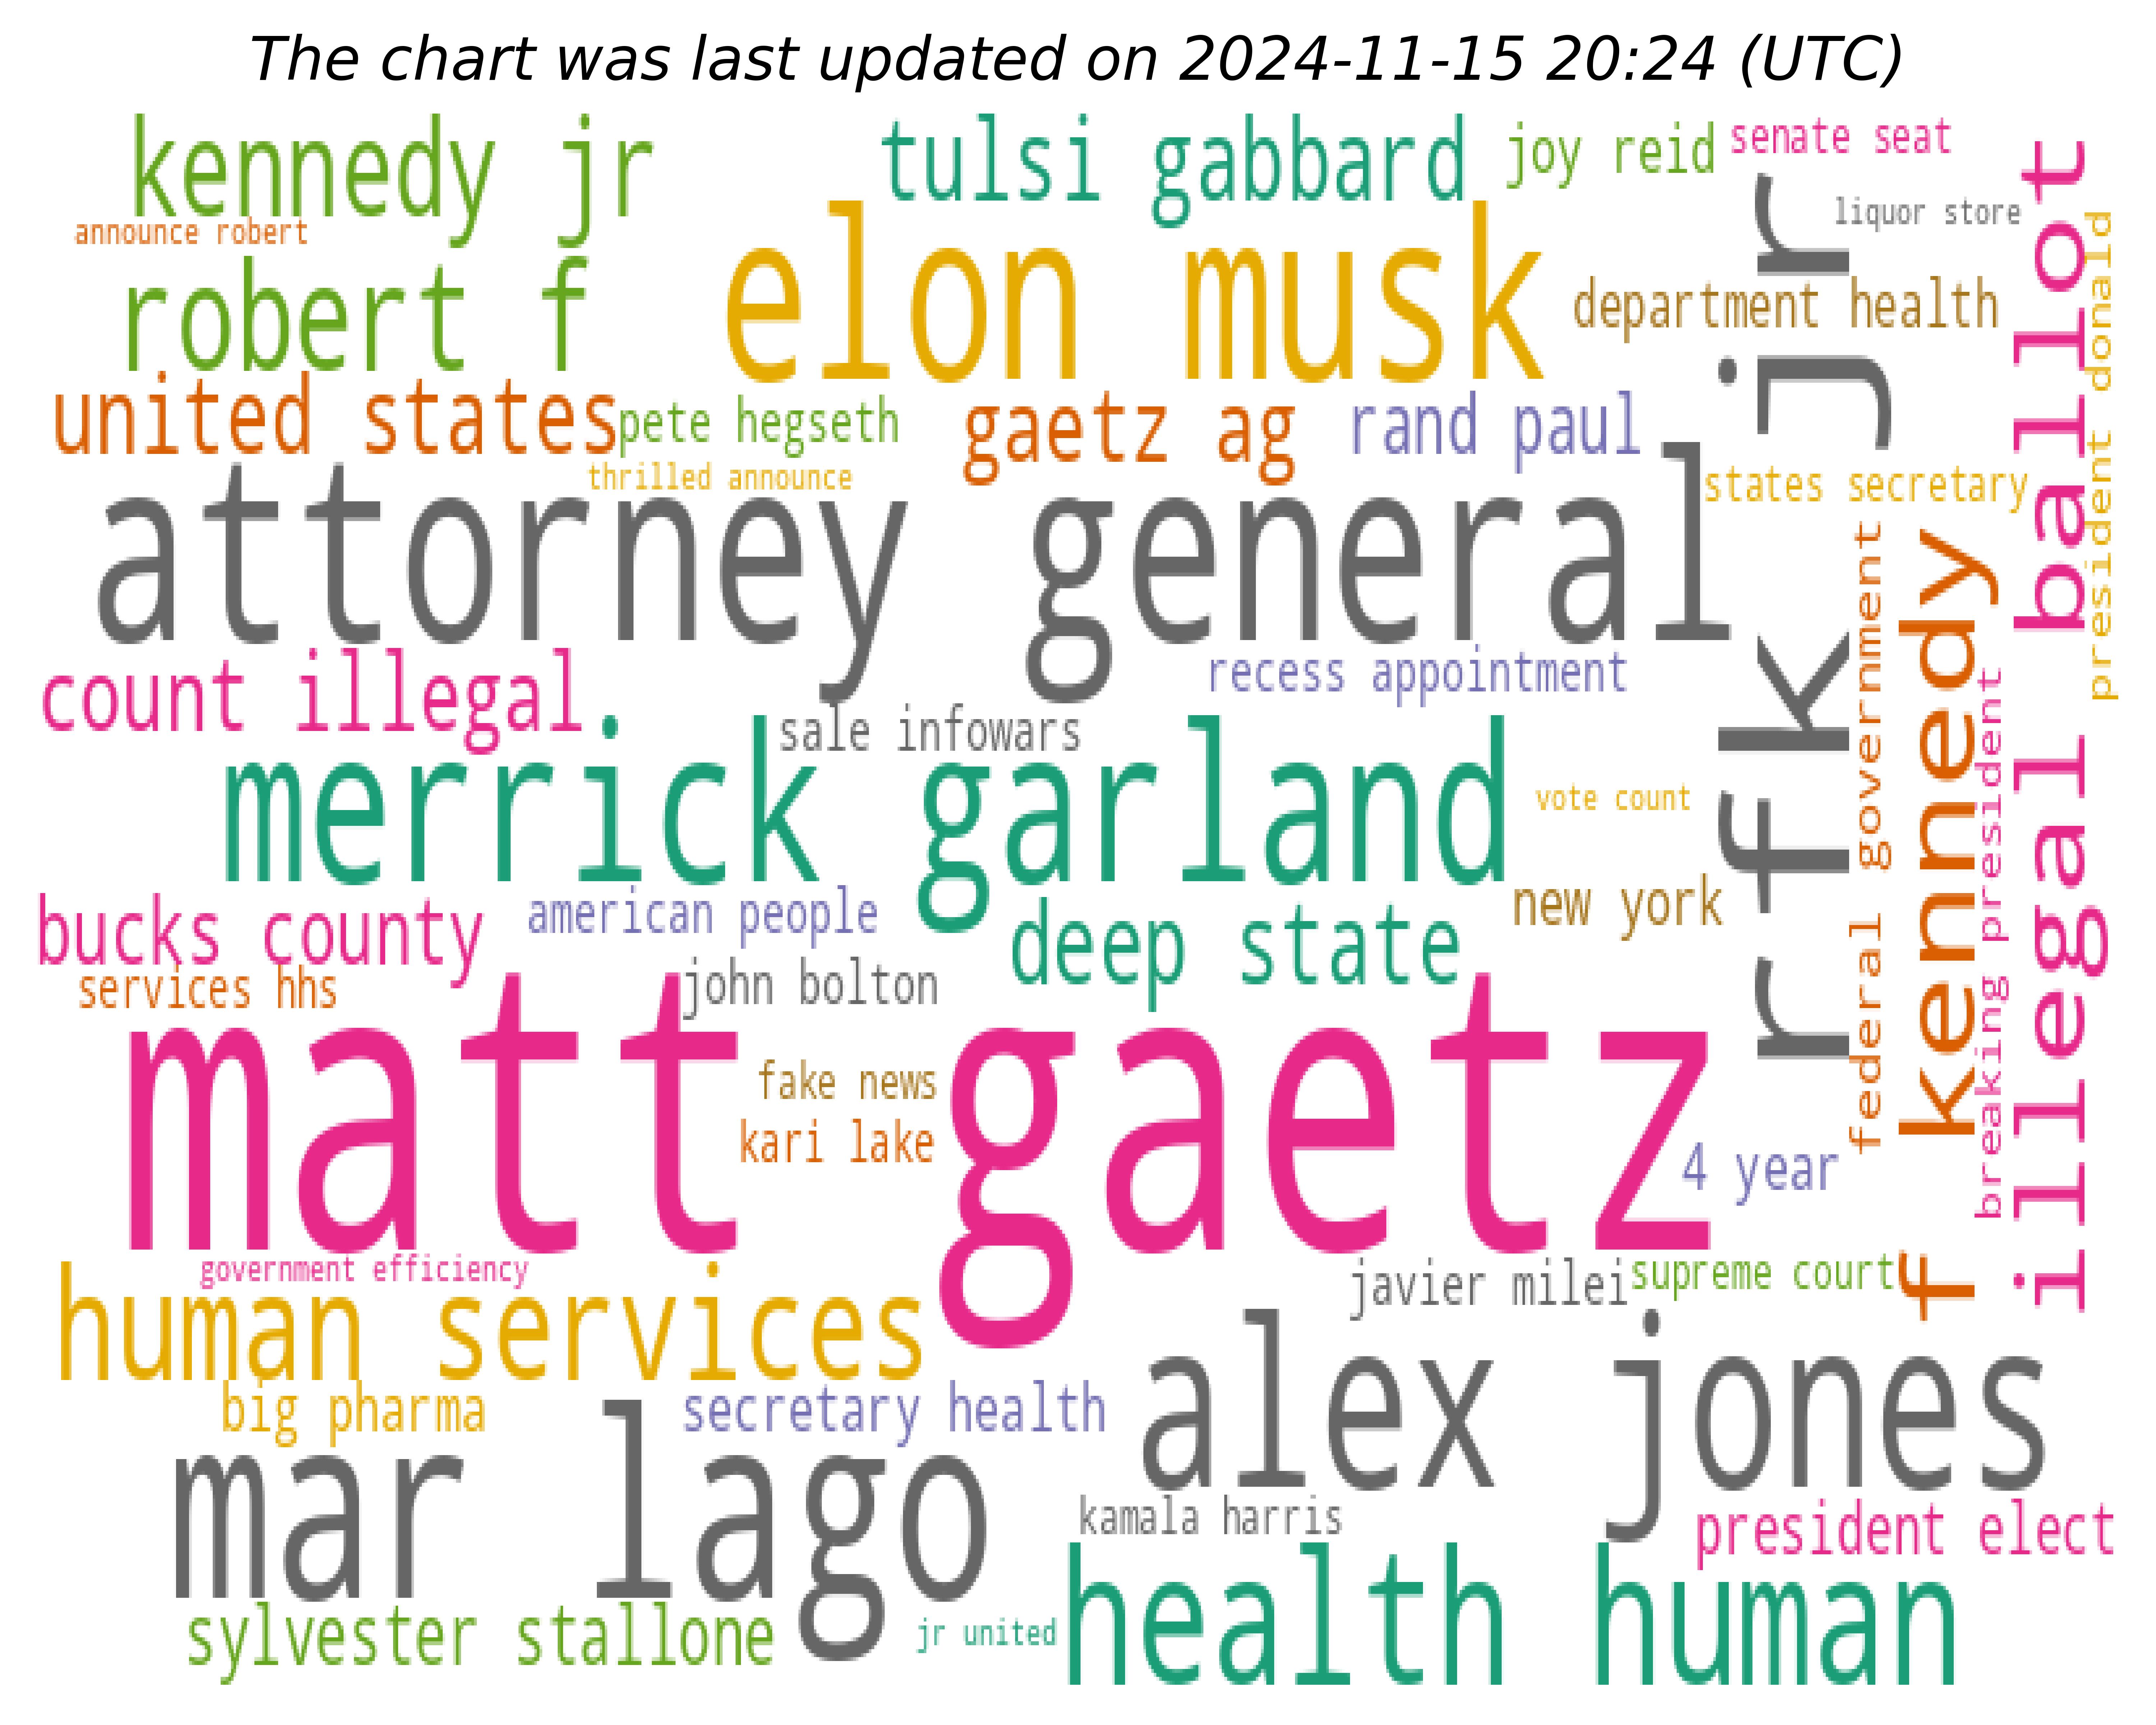 The chart was last updated on 2024-11-15 20:24 (UTC)
kennedy jr
tulsi gabbard
joy reid
senate seat
announce robert
liquor store
robert f
elon musk
department health
united states
pete hegseth
gaetz ag
rand paul
thrilled announce
states secretary
attorney general
count illegal
recess appointment
sale infowars
merrick garland
vote count
bucks county
american people
deep state
new york
services hhs
john bolton
matt gaetz
fake news
kari lake
4 year
government efficiency
javier milei
supreme court
human services
alex jones
big pharma
secretary health
mar lago
kamala harris
president elect
health human
sylvester stallone
jr united
rfk jr
federal government
f kennedy
breaking president
illegal ballot
president donald